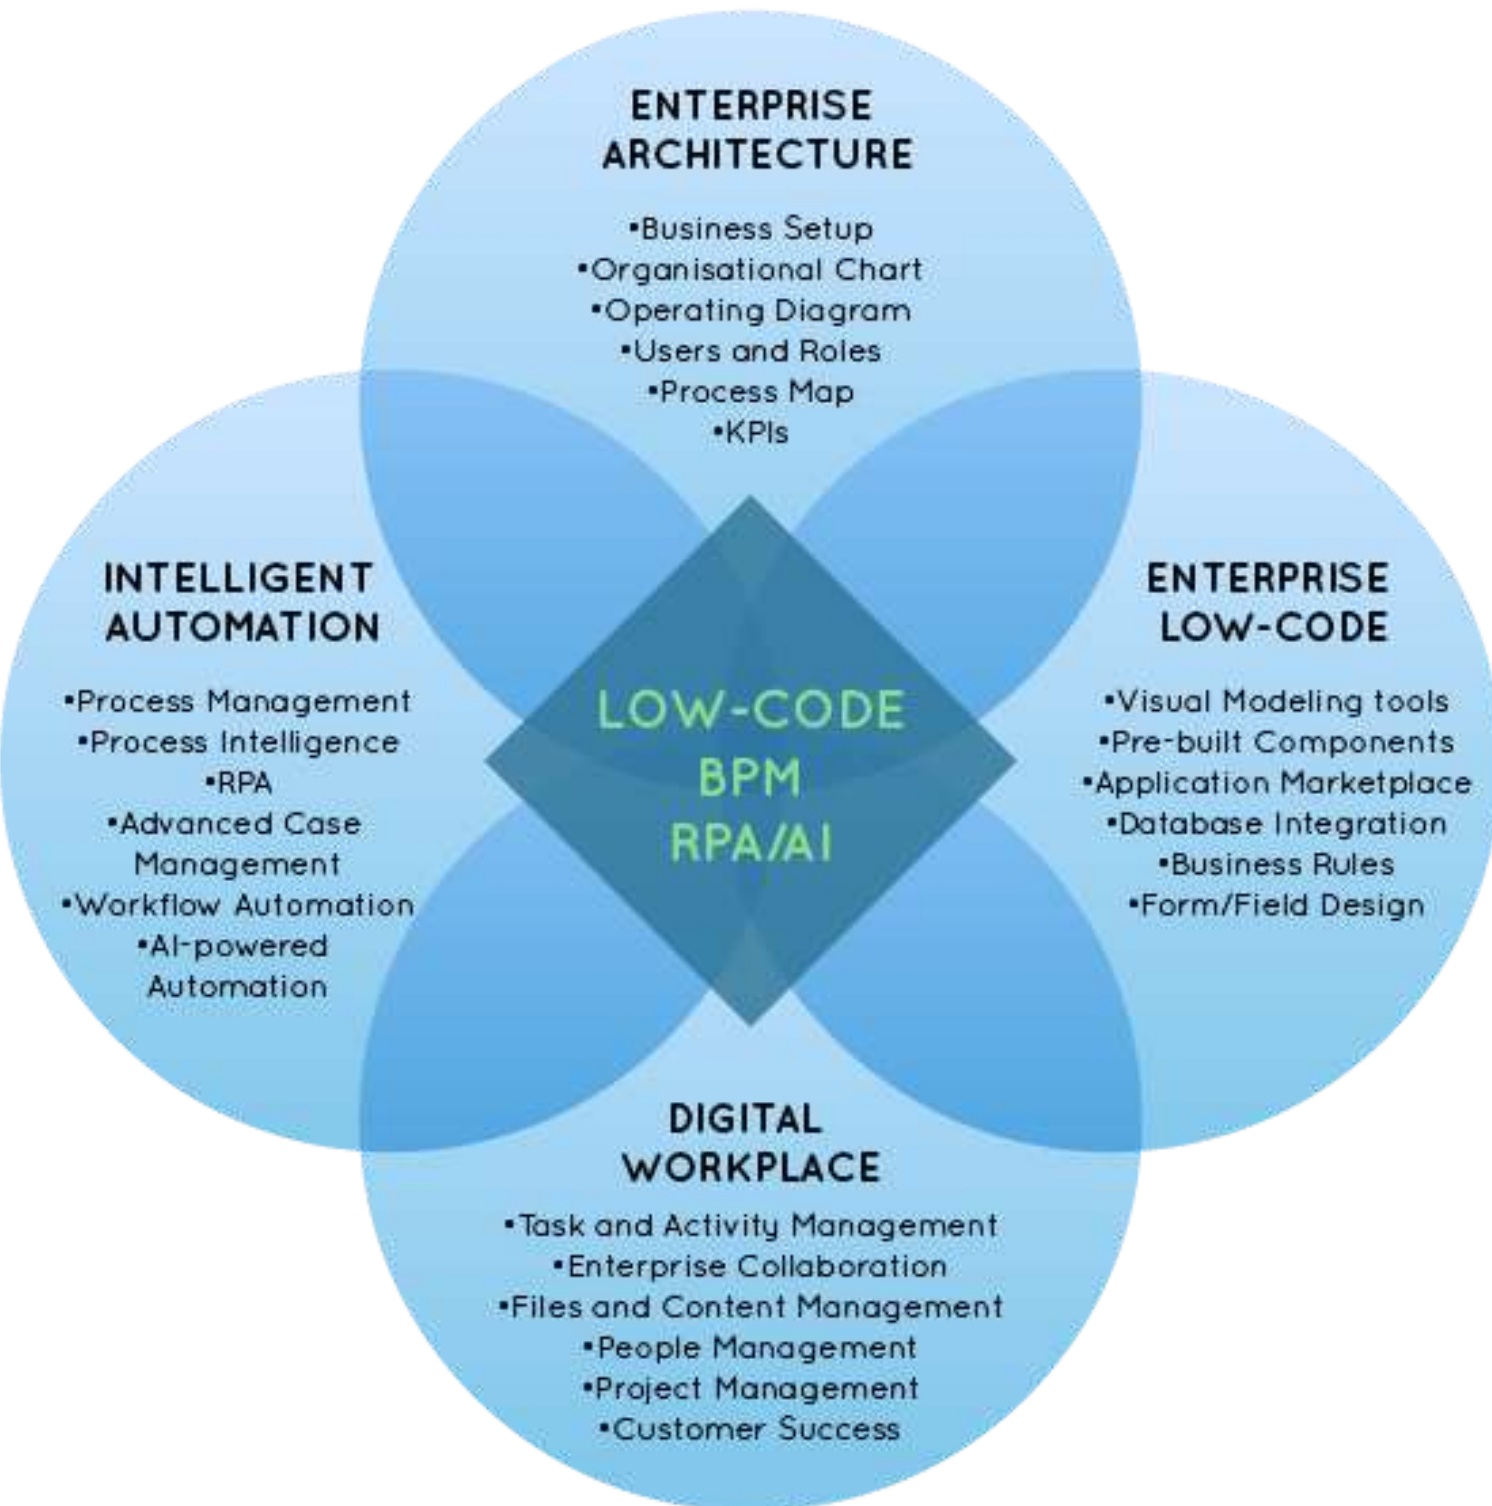 ENTERPRISE
ARCHITECTURE
•Business Setup
•Organisational Chart
•Operating Diagram
•Users and Roles
•Process Map
•KPIs
INTELLIGENT
AUTOMATION
•Process Management
•Process Intelligence
•RPA
•Advanced Case
Management
•Workflow Automation
•AI-powered
Automation
LOW-CODE
BPM
RPA/AI
ENTERPRISE
LOW-CODE
•Visual Modeling tools
•Pre-built Components
•Application Marketplace
•Database Integration
•Business Rules
•Form/Field Design
DIGITAL
WORKPLACE
•Task and Activity Management
•Enterprise Collaboration
•Files and Content Management
•People Management
•Project Management
•Customer Success